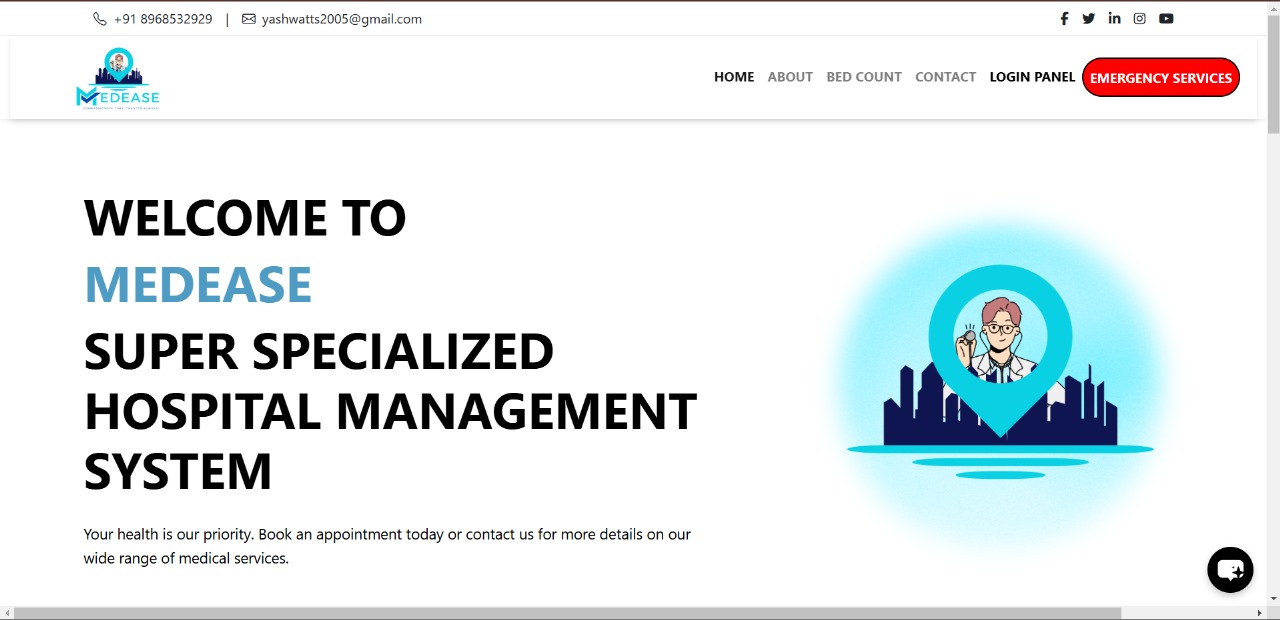 +91 8968532929 | yashwatts2005@gmail.com
MEDEASE
HOME ABOUT BED COUNT CONTACT LOGIN PANEL EMERGENCY SERVICES
WELCOME TO
MEDEASE
SUPER SPECIALIZED
HOSPITAL MANAGEMENT
SYSTEM
Your health is our priority. Book an appointment today or contact us for more details on our
wide range of medical services.